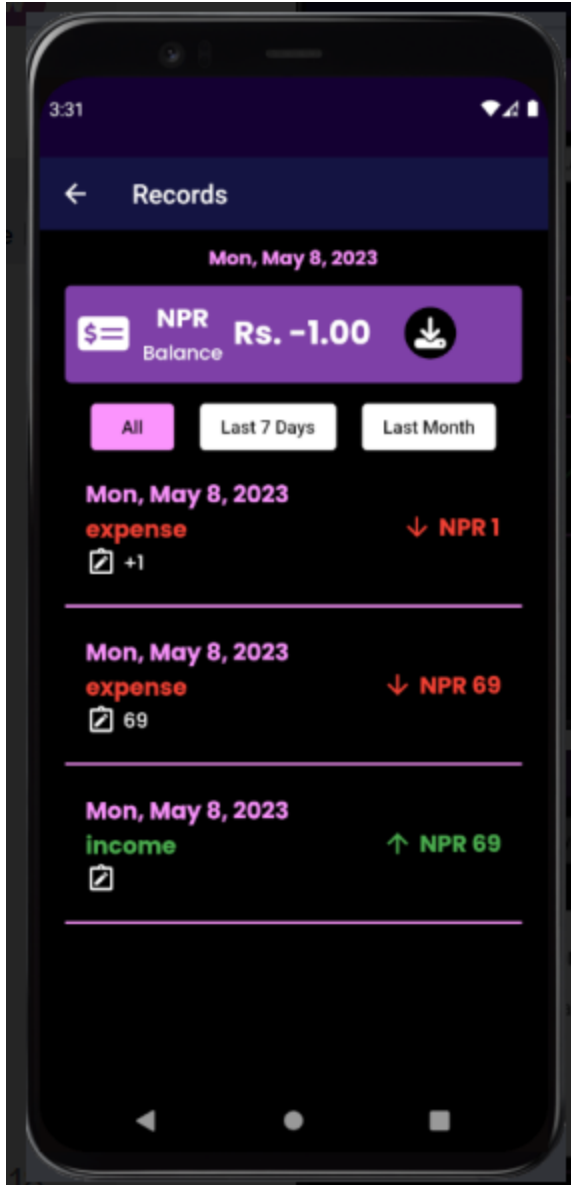 3:31
Records
Mon, May 8, 2023
NPR
Balance
Rs. -1.00
All
Last 7 Days
Last Month
Mon, May 8, 2023
expense
NPR 1
+1
Mon, May 8, 2023
expense
NPR 69
69
Mon, May 8, 2023
income
NPR 69